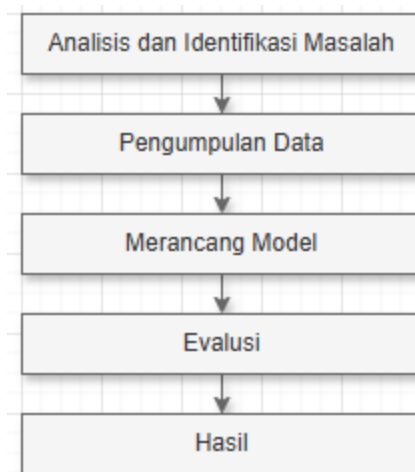 Analisis dan Identifikasi Masalah
Pengumpulan Data
Merancang Model
Evalusi
Hasil